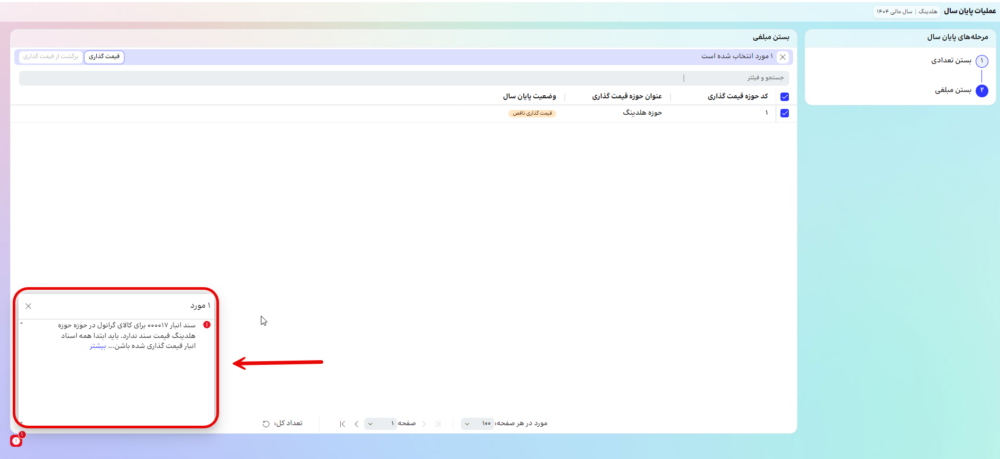 عملیات پایان سال
هلدینگ | سال مالی ۱۴۰۴
مرحله‌های پایان سال
۱ بستن تعدادی
۲ بستن مبلغی
بستن مبلغی
۱ مورد انتخاب شده است
قیمت گذاری
برگشت از قیمت گذاری
جستجو و فیلتر
کد حوزه قیمت گذاری
عنوان حوزه قیمت گذاری
وضعیت پایان سال
۱
حوزه هلدینگ
قیمت گذاری ناقص
۱ مورد
سند انبار ۰۰۰۰۱۷ برای کالای گرانول در حوزه حوزه
هلدینگ قیمت سند ندارد. باید ابتدا همه اسناد
انبار قیمت گذاری شده باشن... بیشتر
مورد در هر صفحه: ۱۰۰
صفحه ۱
تعداد کل:
۱